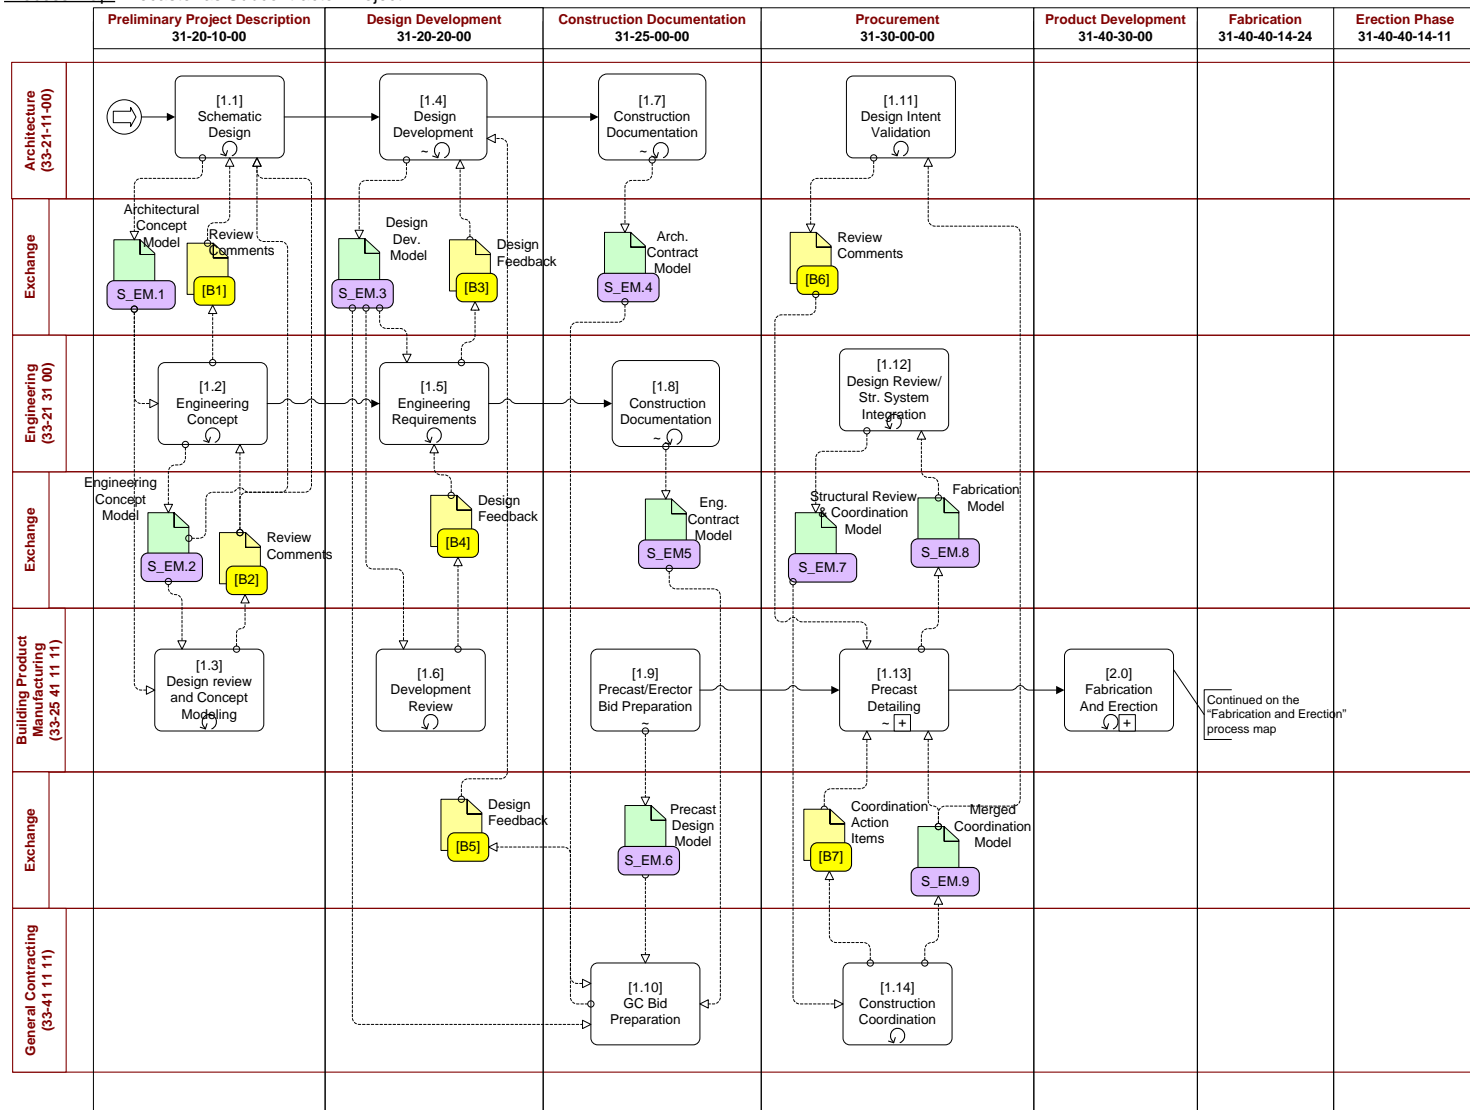 Preliminary Project Description
31-20-10-00
Design Development
31-20-20-00
Construction Documentation
31-25-00-00
Procurement
31-30-00-00
Product Development
31-40-30-00
Fabrication
31-40-40-14-24
Erection Phase
31-40-40-14-11
Architecture
(33-21-11-00)
[1.1]
Schematic
Design
[1.4]
Design
Development
~
[1.7]
Construction
Documentation
~
[1.11]
Design Intent
Validation
Exchange
Architectural
Concept
Model
S_EM.1
Review
Comments
[B1]
Design
Dev.
Model
S_EM.3
Design
Feedback
[B3]
Arch.
Contract
Model
S_EM.4
Review
Comments
[B6]
Engineering
(33-21 31 00)
[1.2]
Engineering
Concept
[1.5]
Engineering
Requirements
[1.8]
Construction
Documentation
~
[1.12]
Design Review/
Str. System
Integration
Exchange
Engineering
Concept
Model
S_EM.2
Review
Comments
[B2]
Design
Feedback
[B4]
Eng.
Contract
Model
S_EM5
Structural Review
& Coordination
Model
S_EM.7
Fabrication
Model
S_EM.8
Building Product
Manufacturing
(33-25 41 11 11)
[1.3]
Design review
and Concept
Modeling
[1.6]
Development
Review
[1.9]
Precast/Erector
Bid Preparation
~
[1.13]
Precast
Detailing
~ +
[2.0]
Fabrication
And Erection
+
Continued on the
“Fabrication and Erection”
process map
Exchange
Design
Feedback
[B5]
Precast
Design
Model
S_EM.6
Coordination
Action
Items
[B7]
Merged
Coordination
Model
S_EM.9
General Contracting
(33-41 11 11)
[1.10]
GC Bid
Preparation
[1.14]
Construction
Coordination